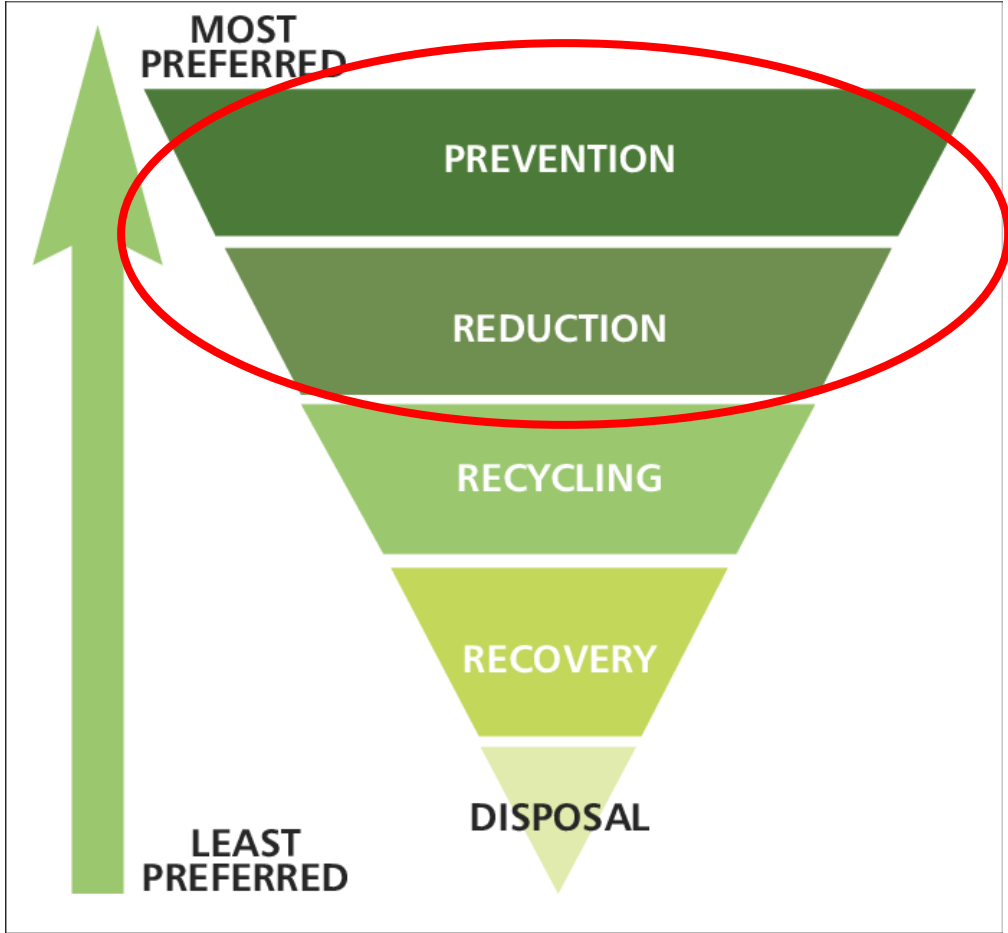 MOST
PREFERRED
PREVENTION
REDUCTION
RECYCLING
RECOVERY
DISPOSAL
LEAST
PREFERRED